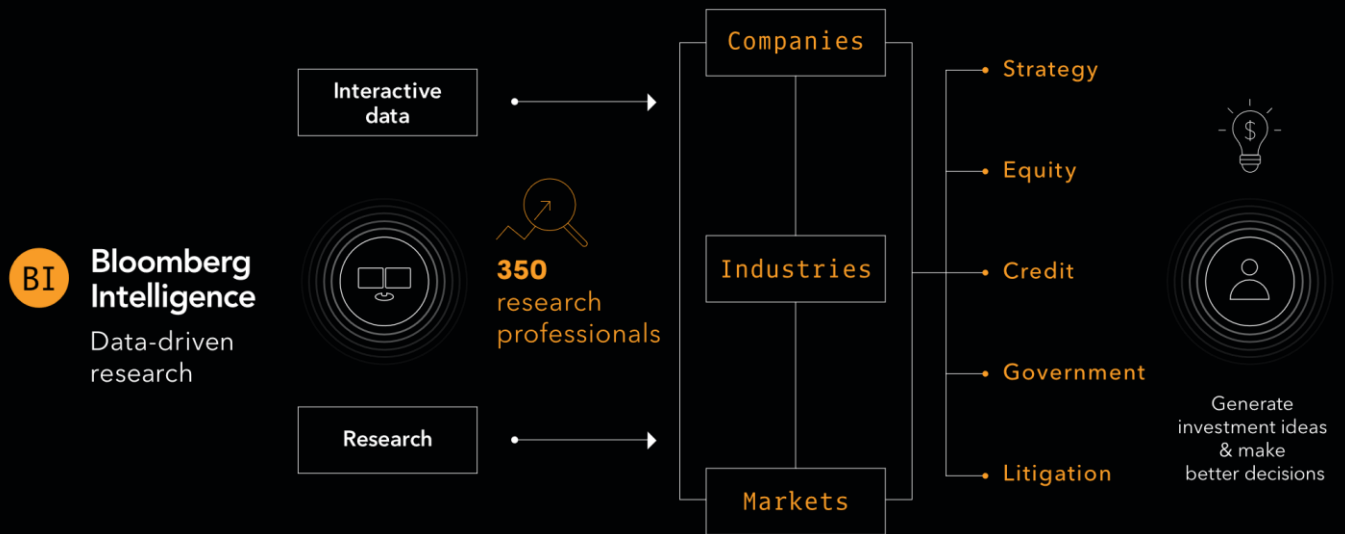 BI
Bloomberg
Intelligence
Data-driven
research
Interactive
data
350
research
professionals
Research
Companies
Industries
Markets
Strategy
Equity
Credit
Government
Litigation
$
Generate
investment ideas
& make
better decisions